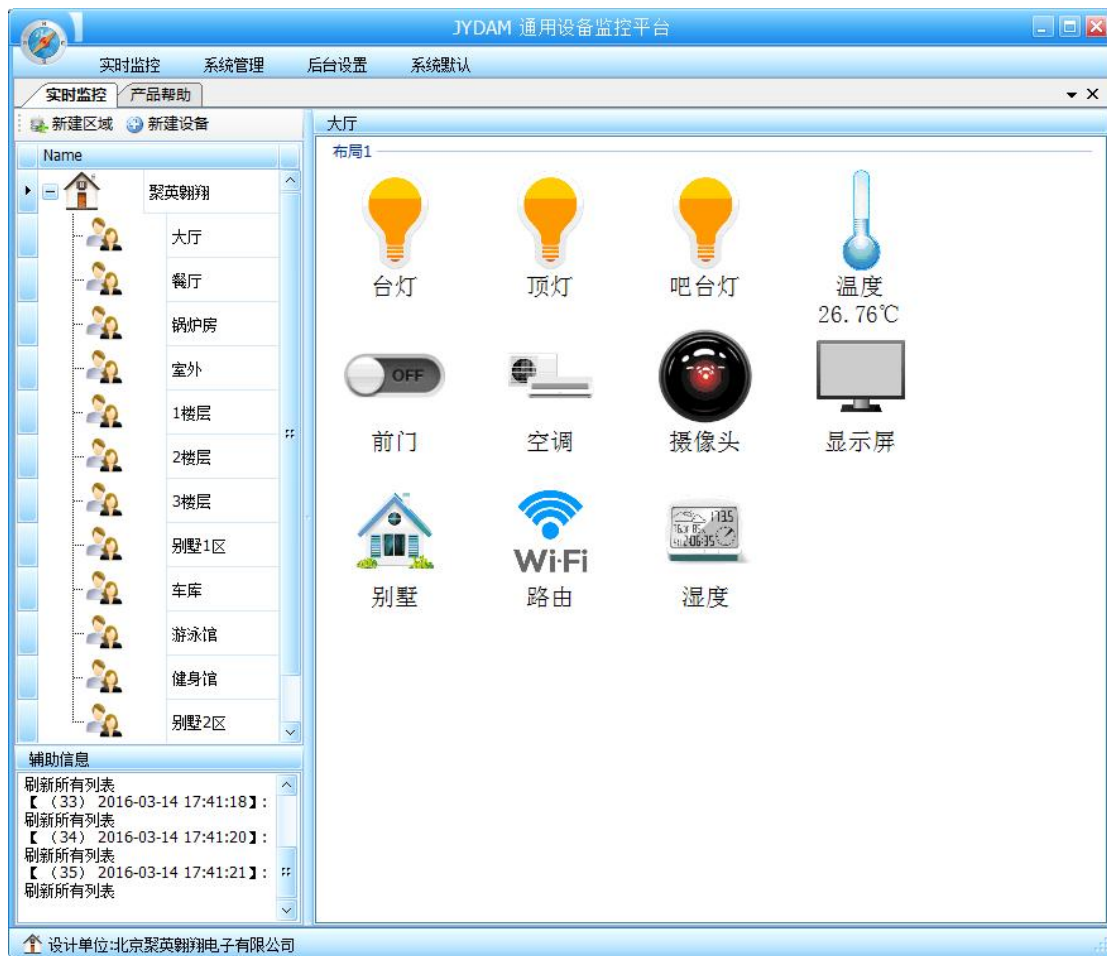 JYDAM 通用设备监控平台
实时监控 系统管理 后台设置 系统默认
实时监控 产品帮助
新建区域 新建设备
Name
聚英翱翔
大厅
餐厅
锅炉房
室外
1楼层
2楼层
3楼层
别墅1区
车库
游泳馆
健身馆
别墅2区
辅助信息
刷新所有列表
【 （33） 2016-03-14 17:41:18】：
刷新所有列表
【 （34） 2016-03-14 17:41:20】：
刷新所有列表
【 （35） 2016-03-14 17:41:21】：
刷新所有列表
大厅
布局1
台灯 顶灯 吧台灯 温度
26.76℃
OFF
前门 空调 摄像头 显示屏
Wi-Fi
别墅 路由 湿度
设计单位:北京聚英翱翔电子有限公司